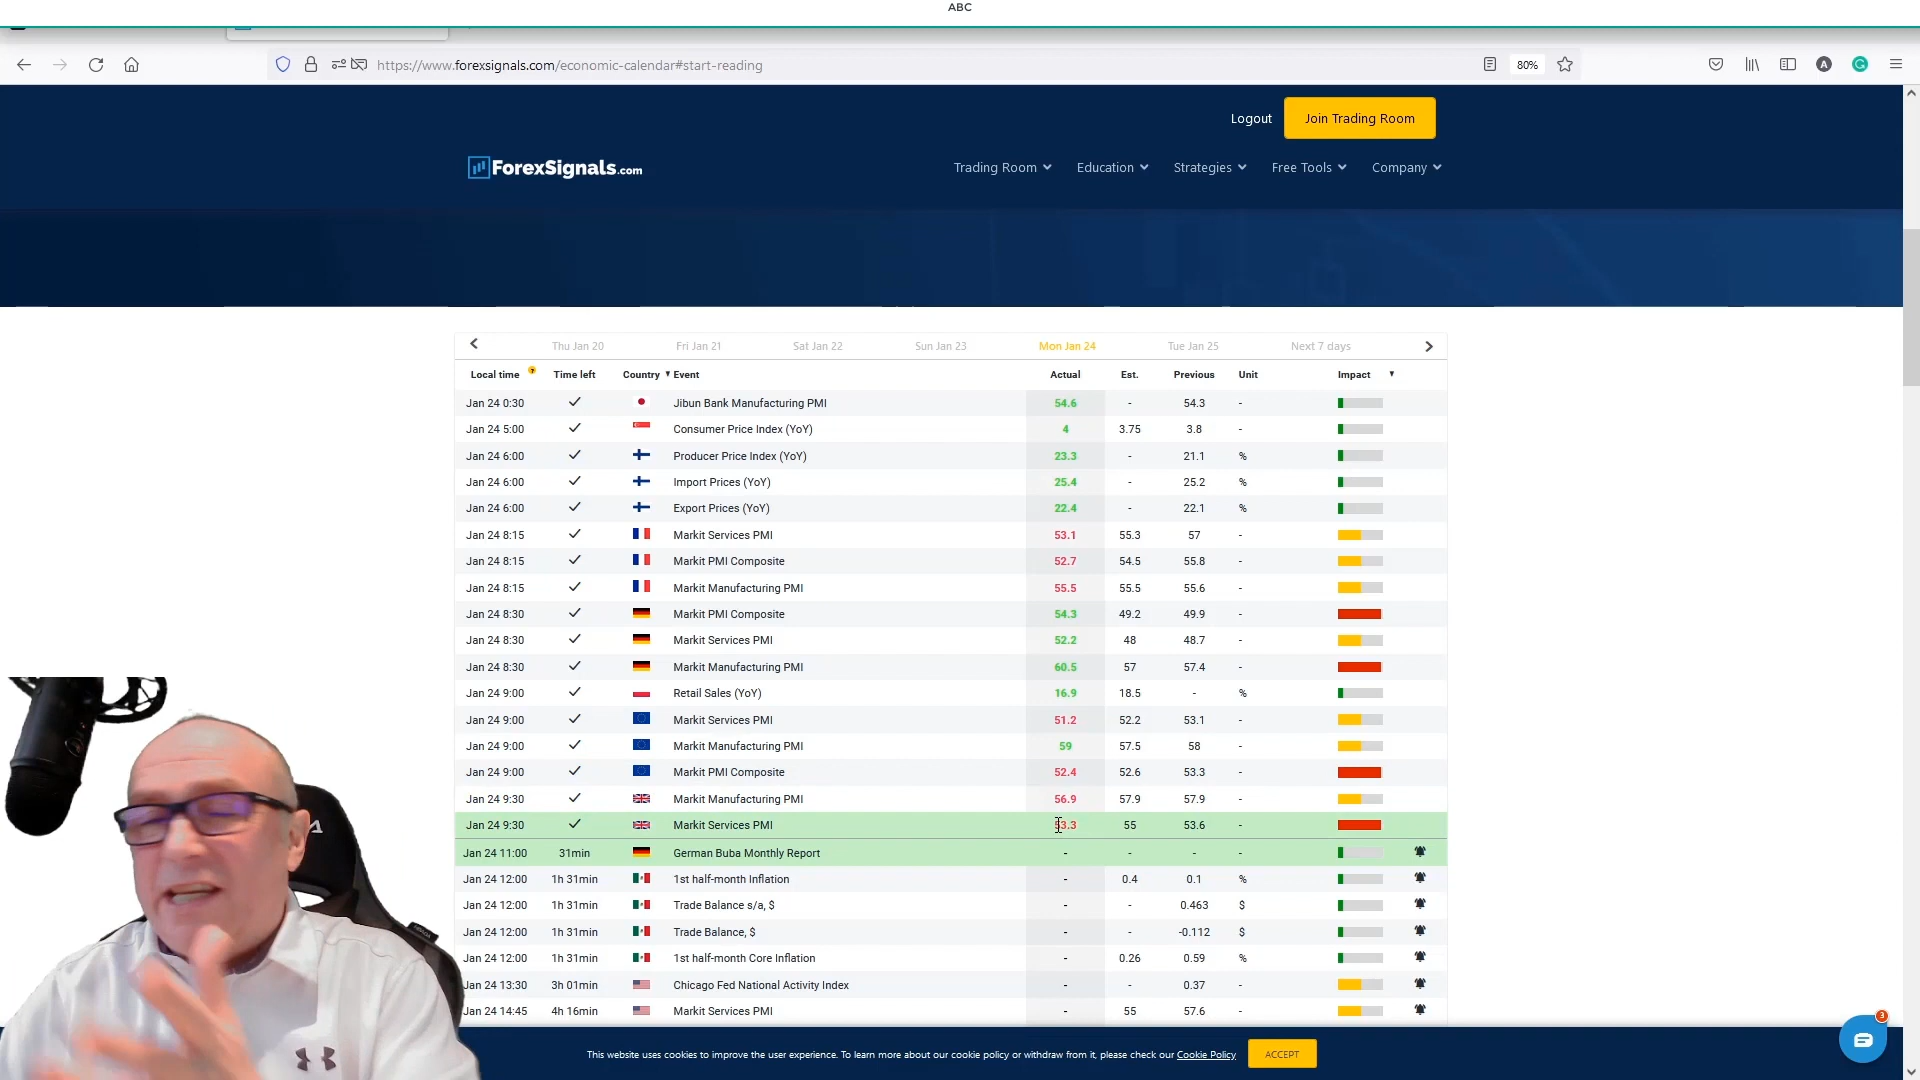 ABC
https://www.forexsignals.com/economic-calendar#start-reading 80% A
Logout Join Trading Room
ForexSignals.com Trading Room Education Strategies Free Tools Company
Thu Jan 20 Fri Jan 21 Sat Jan 22 Sun Jan 23 Mon Jan 24 Tue Jan 25 Next 7 days
Local time ? Time left Country Event Actual Est. Previous Unit Impact
Jan 24 0:30 Jibun Bank Manufacturing PMI 54.6 - 54.3 -
Jan 24 5:00 Consumer Price Index (YoY) 4 3.75 3.8 -
Jan 24 6:00 Producer Price Index (YoY) 23.3 - 21.1 %
Jan 24 6:00 Import Prices (YoY) 25.4 - 25.2 %
Jan 24 6:00 Export Prices (YoY) 22.4 - 22.1 %
Jan 24 8:15 Markit Services PMI 53.1 55.3 57 -
Jan 24 8:15 Markit PMI Composite 52.7 54.5 55.8 -
Jan 24 8:15 Markit Manufacturing PMI 55.5 55.5 55.6 -
Jan 24 8:30 Markit PMI Composite 54.3 49.2 49.9 -
Jan 24 8:30 Markit Services PMI 52.2 48 48.7 -
Jan 24 8:30 Markit Manufacturing PMI 60.5 57 57.4 -
Jan 24 9:00 Retail Sales (YoY) 16.9 18.5 - %
Jan 24 9:00 Markit Services PMI 51.2 52.2 53.1 -
Jan 24 9:00 Markit Manufacturing PMI 59 57.5 58 -
Jan 24 9:00 Markit PMI Composite 52.4 52.6 53.3 -
Jan 24 9:30 Markit Manufacturing PMI 56.9 57.9 57.9 -
Jan 24 9:30 Markit Services PMI 53.3 55 53.6 -
Jan 24 11:00 31min German Buba Monthly Report - - - -
Jan 24 12:00 1h 31min 1st half-month Inflation - 0.4 0.1 %
Jan 24 12:00 1h 31min Trade Balance s/a, $ - - 0.463 $
Jan 24 12:00 1h 31min Trade Balance, $ - - -0.112 $
Jan 24 12:00 1h 31min 1st half-month Core Inflation - 0.26 0.59 %
Jan 24 13:30 3h 01min Chicago Fed National Activity Index - - 0.37 -
Jan 24 14:45 4h 16min Markit Services PMI - 55 57.6 -
This website uses cookies to improve the user experience. To learn more about our cookie policy or withdraw from it, please check our Cookie Policy ACCEPT
3